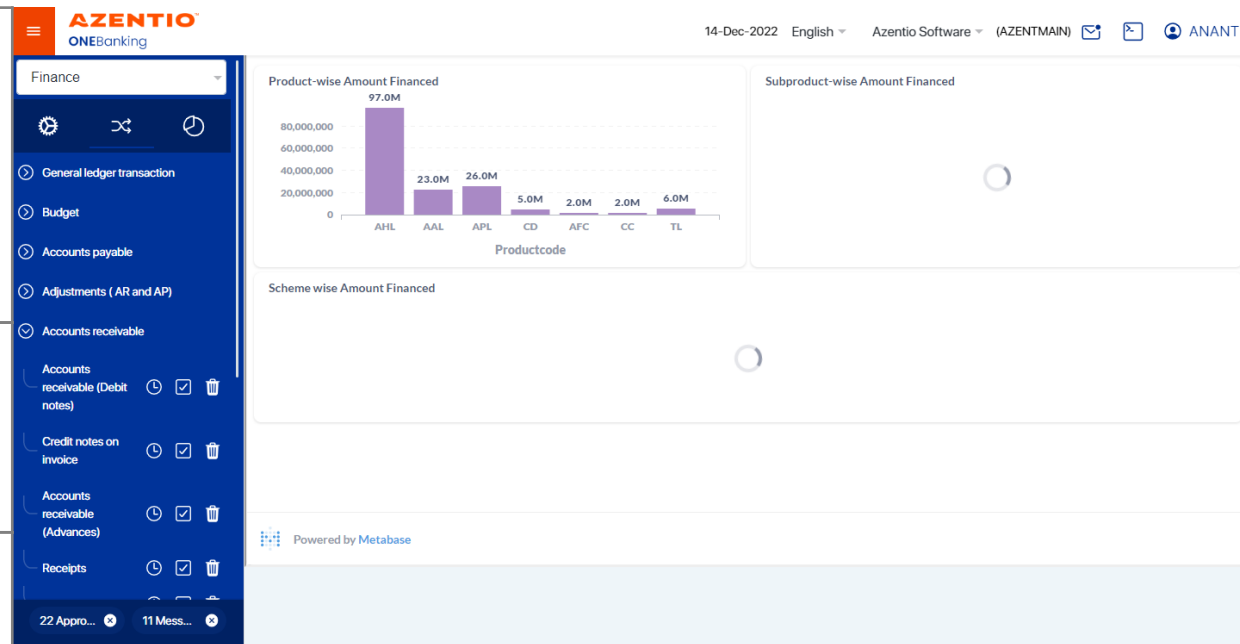 AZENTIO
ONEBanking
14-Dec-2022 English Azentio Software (AZENTMAIN) ANANT
Finance
General ledger transaction
Budget
Accounts payable
Adjustments ( AR and AP)
Accounts receivable
Accounts
receivable (Debit
notes)
Credit notes on
invoice
Accounts
receivable
(Advances)
Receipts
22 Appro...
11 Mess...
Product-wise Amount Financed
97.0M
80,000,000
60,000,000
40,000,000
23.0M 26.0M
20,000,000
5.0M 2.0M 2.0M 6.0M
0
AHL AAL APL CD AFC CC TL
Productcode
Subproduct-wise Amount Financed
Scheme wise Amount Financed
Powered by Metabase